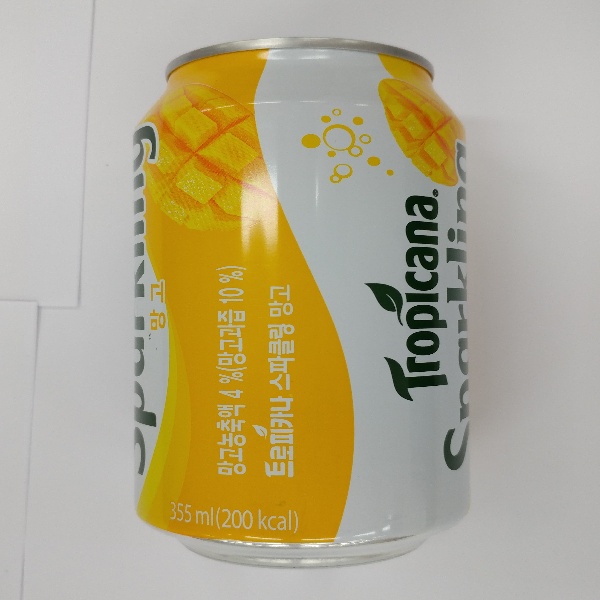 Sparkling
망고
망고농축액 4 %(망고과즙 10 %)
트로피카나 스파클링 망고
355 ml(200 kcal)
Tropicana
Sparkling